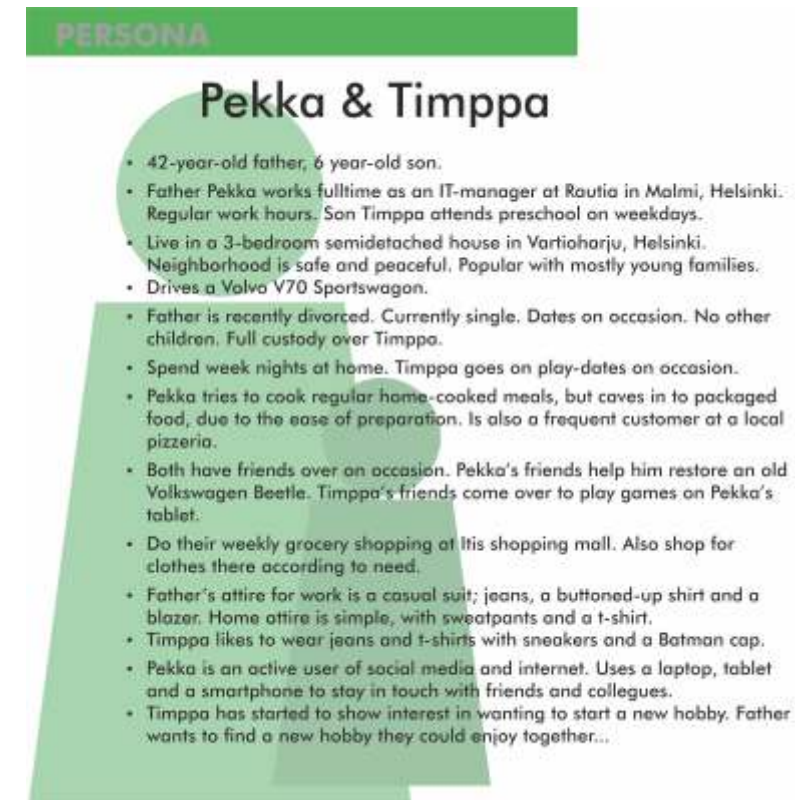 PERSONA
Pekka & Timppa
• 42-year-old father, 6 year-old son.
• Father Pekka works fulltime as an IT-manager at Rautia in Malmi, Helsinki.
Regular work hours. Son Timppa attends preschool on weekdays.
• Live in a 3-bedroom semidetached house in Vartioharju, Helsinki.
Neighborhood is safe and peaceful. Popular with mostly young families.
• Drives a Volvo V70 Sportswagon.
• Father is recently divorced. Currently single. Dates on occasion. No other
children. Full custody over Timppa.
• Spend week nights at home. Timppa goes on play-dates on occasion.
• Pekka tries to cook regular home-cooked meals, but caves in to packaged
food, due to the ease of preparation. Is also a frequent customer at a local
pizzeria.
• Both have friends over on occasion. Pekka's friends help him restore an old
Volkswagen Beetle. Timppa's friends come over to play games on Pekka's
tablet.
• Do their weekly grocery shopping at Itis shopping mall. Also shop for
clothes there according to need.
• Father's attire for work is a casual suit; jeans, a buttoned-up shirt and a
blazer. Home attire is simple, with sweatpants and a t-shirt.
• Timppa likes to wear jeans and t-shirts with sneakers and a Batman cap.
• Pekka is an active user of social media and internet. Uses a laptop, tablet
and a smartphone to stay in touch with friends and collegues.
• Timppa has started to show interest in wanting to start a new hobby. Father
wants to find a new hobby they could enjoy together...